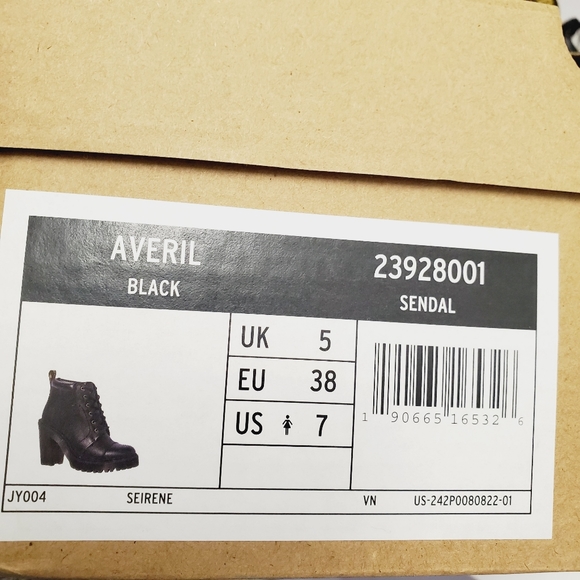 AVERIL
BLACK
23928001
SENDAL
UK 5
EU 38
US 7
1 90665 16532 6
JY004 SEIRENE VN US-242P0080822-01